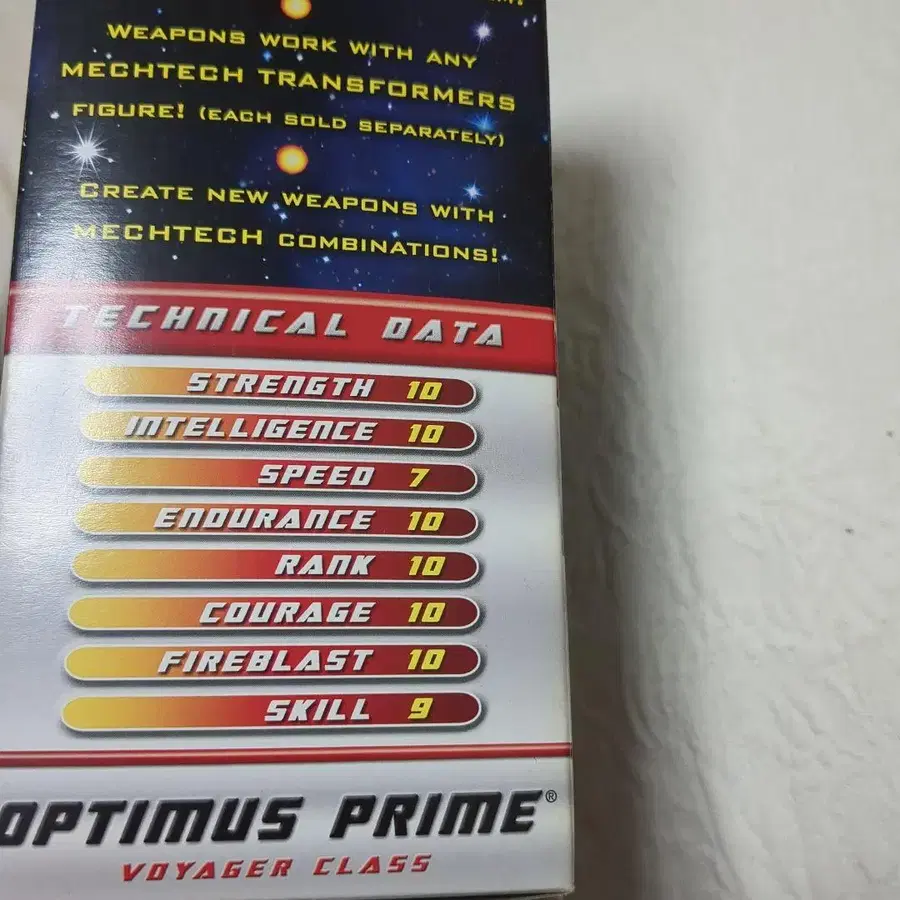 WEAPONS WORK WITH ANY
MECHTECH TRANSFORMERS
FIGURE! (EACH SOLD SEPARATELY)
CREATE NEW WEAPONS WITH
MECHTECH COMBINATIONS!
TECHNICAL DATA
STRENGTH 10
INTELLIGENCE 10
SPEED 7
ENDURANCE 10
RANK 10
COURAGE 10
FIREBLAST 10
SKILL 9
OPTIMUS PRIME®
VOYAGER CLASS